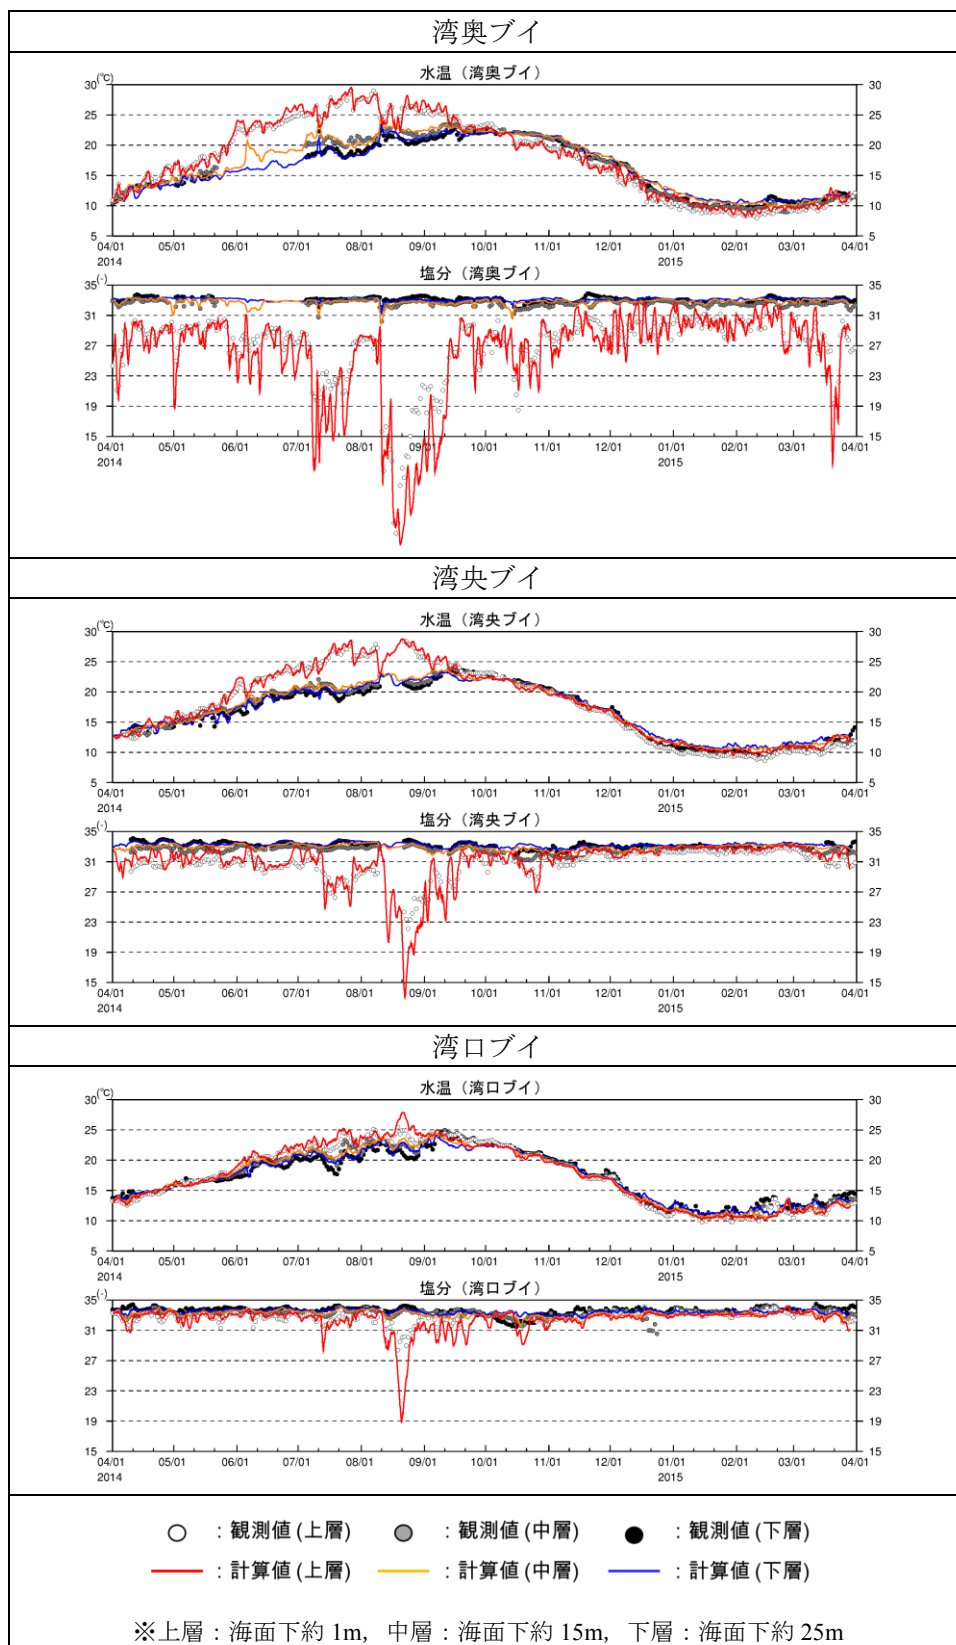 湾奥ブイ
水温（湾奥ブイ）
(℃)
30 30
25 25
20 20
15 15
10 10
5 5
04/01 05/01 06/01 07/01 08/01 09/01 10/01 11/01 12/01 01/01 02/01 03/01 04/01
2014 2015
塩分（湾奥ブイ）
(-)
35 35
31 31
27 27
23 23
19 19
15 15
04/01 05/01 06/01 07/01 08/01 09/01 10/01 11/01 12/01 01/01 02/01 03/01 04/01
2014 2015
湾央ブイ
水温（湾央ブイ）
(℃)
30 30
25 25
20 20
15 15
10 10
5 5
04/01 05/01 06/01 07/01 08/01 09/01 10/01 11/01 12/01 01/01 02/01 03/01 04/01
2014 2015
塩分（湾央ブイ）
(-)
35 35
31 31
27 27
23 23
19 19
15 15
04/01 05/01 06/01 07/01 08/01 09/01 10/01 11/01 12/01 01/01 02/01 03/01 04/01
2014 2015
湾口ブイ
水温（湾口ブイ）
(℃)
30 30
25 25
20 20
15 15
10 10
5 5
04/01 05/01 06/01 07/01 08/01 09/01 10/01 11/01 12/01 01/01 02/01 03/01 04/01
2014 2015
塩分（湾口ブイ）
(-)
35 35
31 31
27 27
23 23
19 19
15 15
04/01 05/01 06/01 07/01 08/01 09/01 10/01 11/01 12/01 01/01 02/01 03/01 04/01
2014 2015
：観測値(上層) ：観測値(中層) ：観測値(下層)
：計算値(上層) ：計算値(中層) ：計算値(下層)
※上層：海面下約 1m, 中層：海面下約 15m, 下層：海面下約 25m